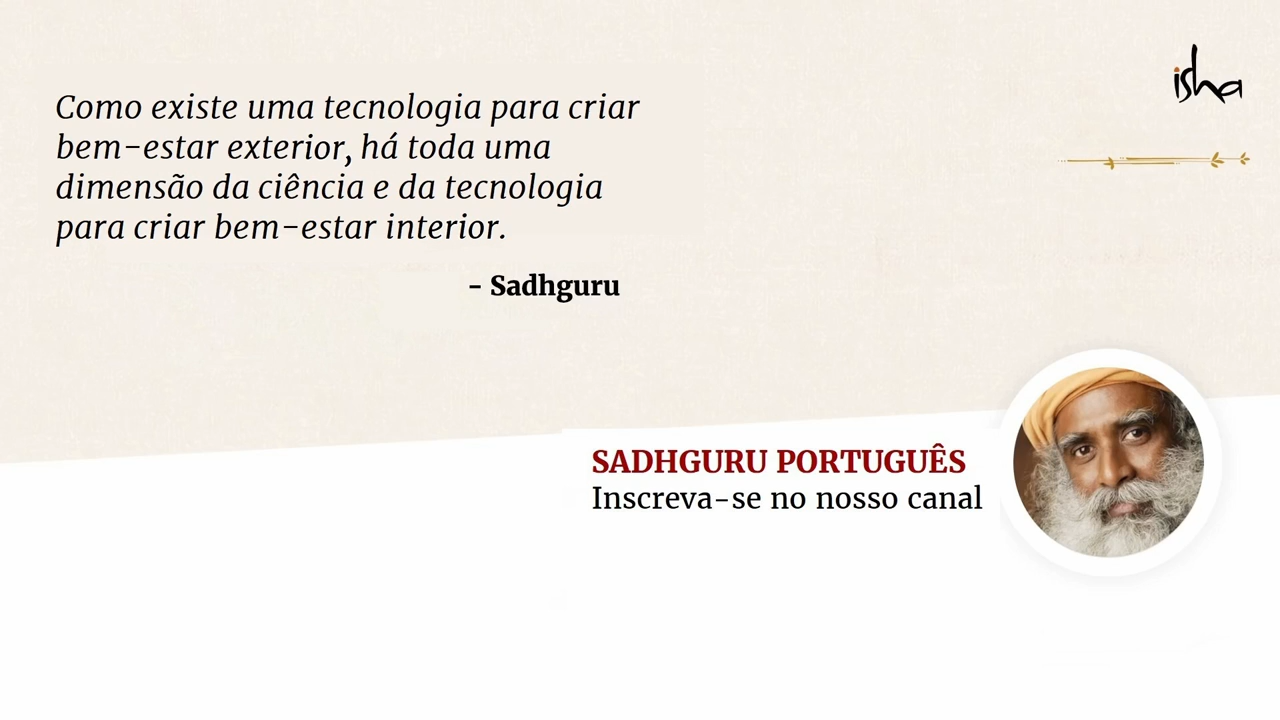 Como existe uma tecnologia para criar
bem-estar exterior, há toda uma
dimensão da ciência e da tecnologia
para criar bem-estar interior.
- Sadhguru
isha
SADHGURU PORTUGUÊS
Inscreva-se no nosso canal